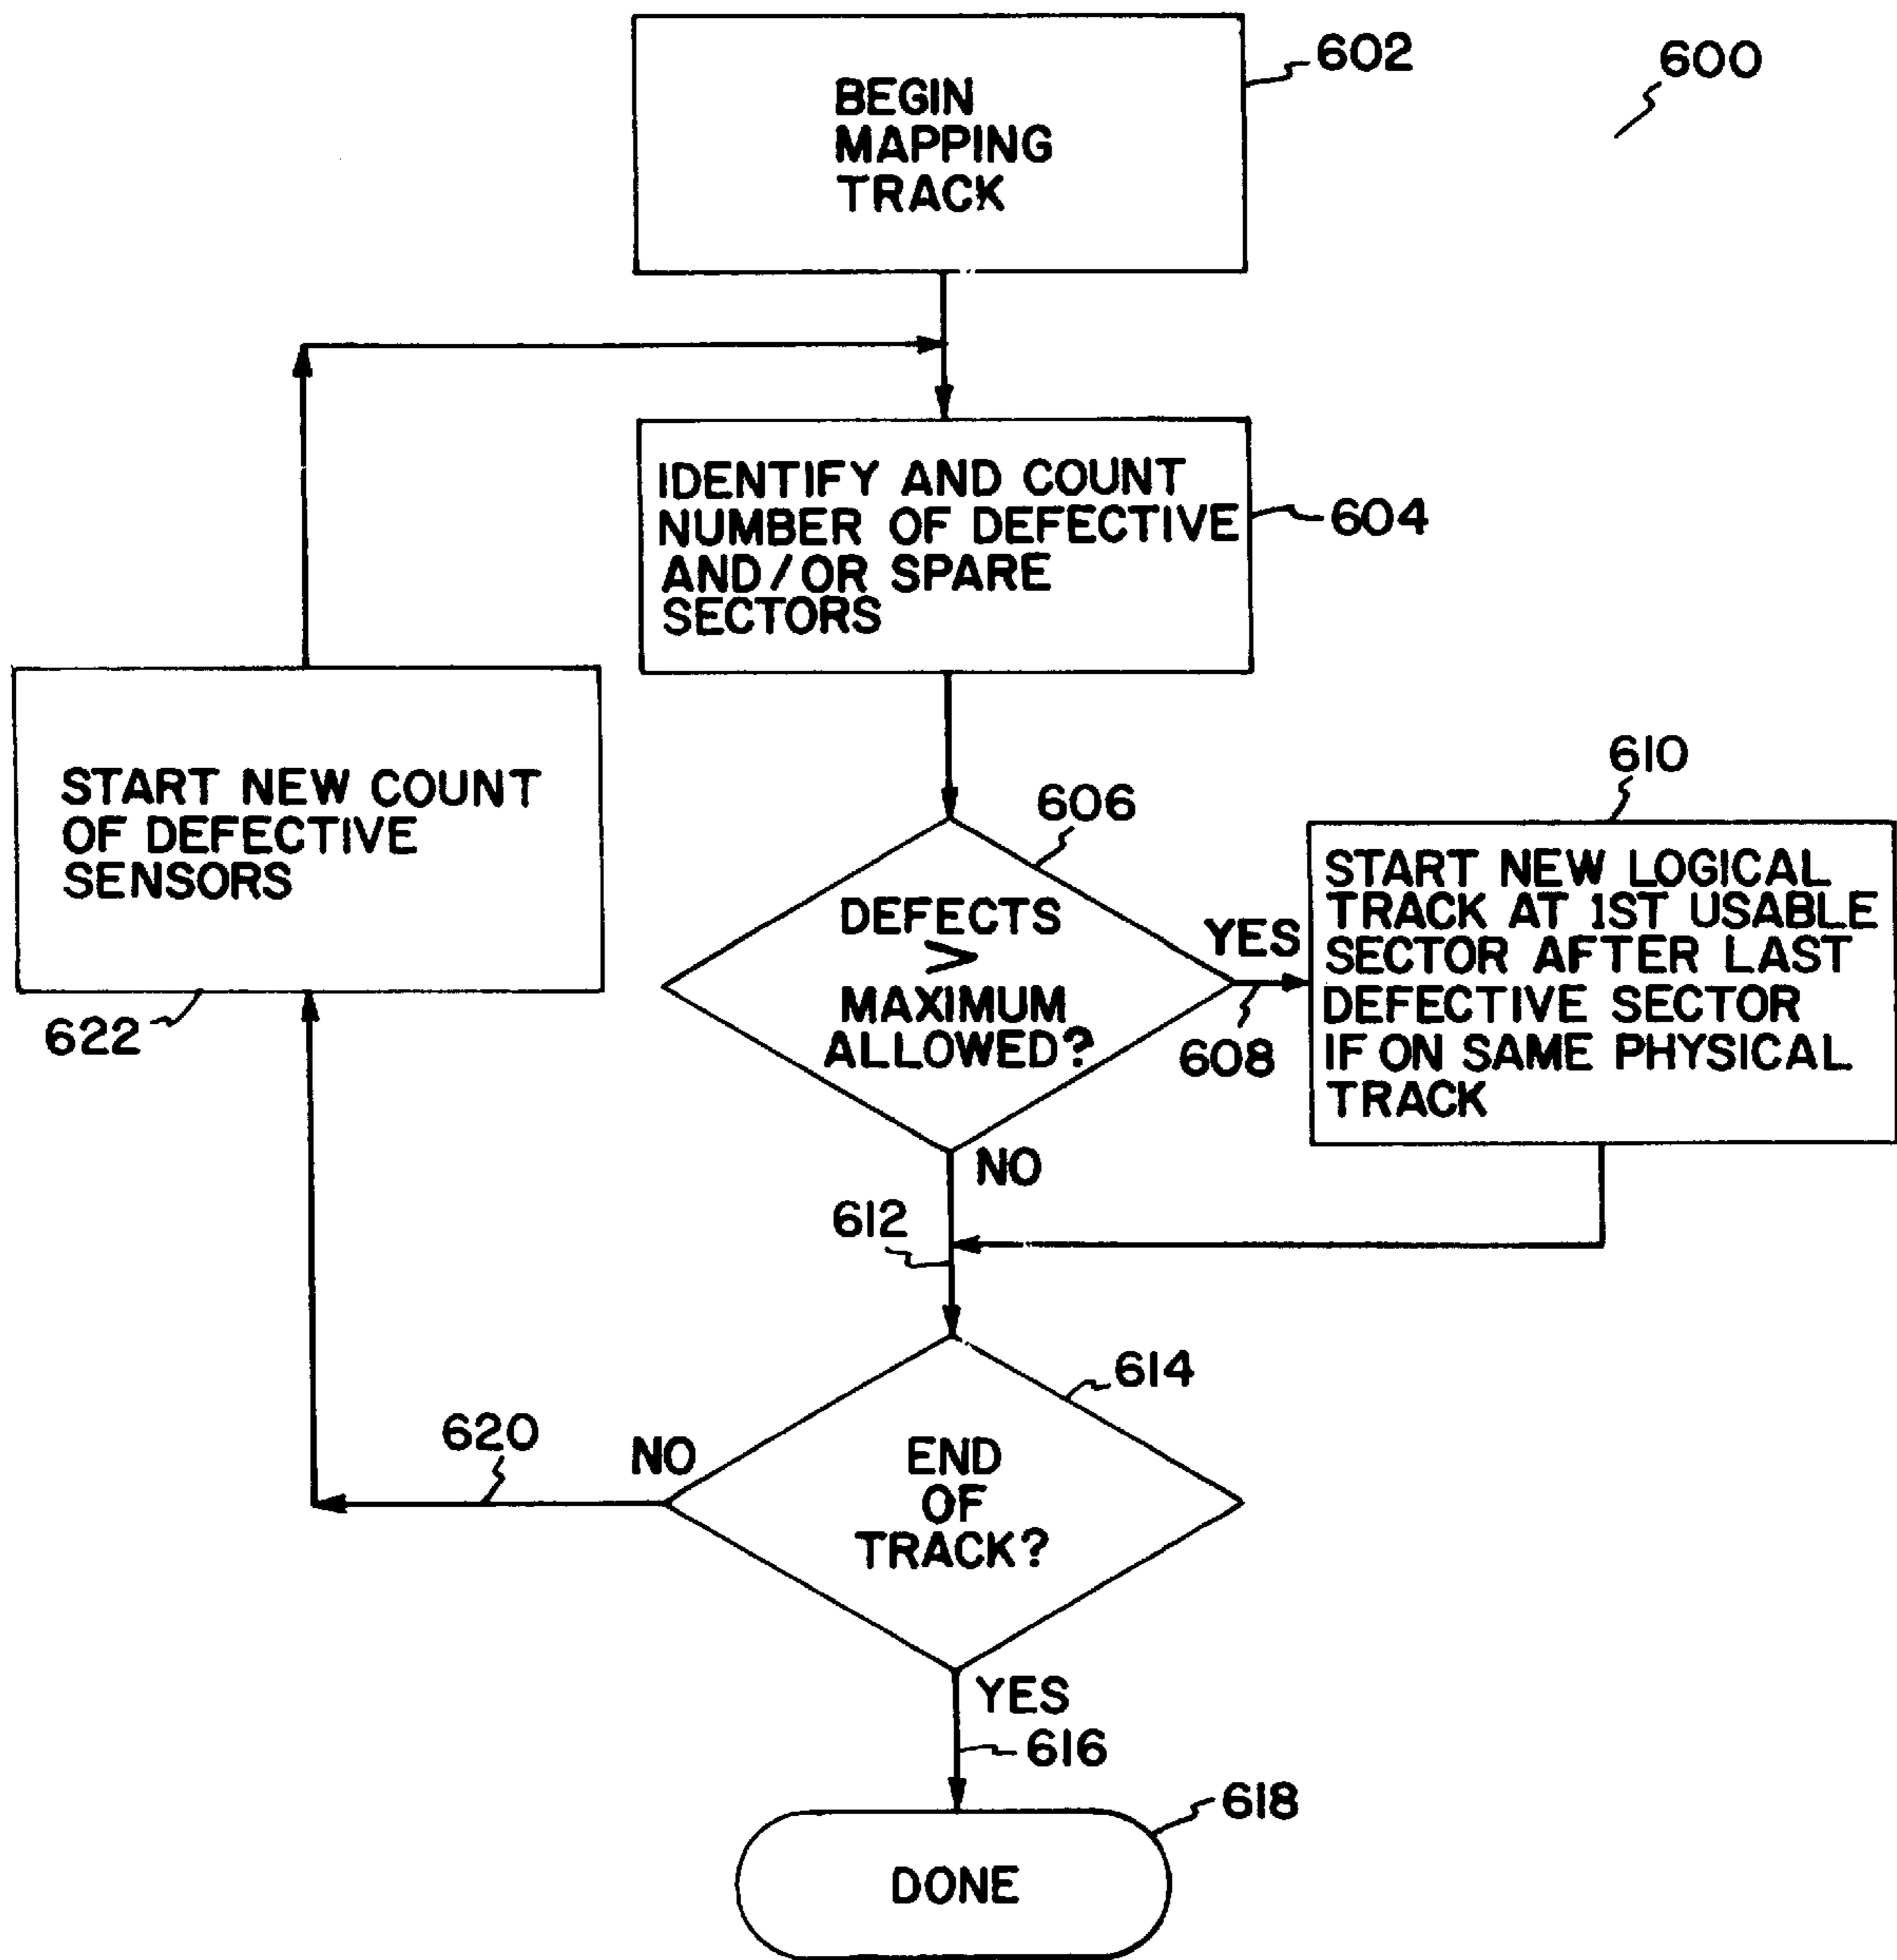 602
600
BEGIN
MAPPING
TRACK
IDENTIFY AND COUNT
NUMBER OF DEFECTIVE
AND/OR SPARE
SECTORS
604
START NEW COUNT
OF DEFECTIVE
SENSORS
622
606
DEFECTS
>
MAXIMUM
ALLOWED?
YES
608
610
START NEW LOGICAL
TRACK AT 1ST USABLE
SECTOR AFTER LAST
DEFECTIVE SECTOR
IF ON SAME PHYSICAL
TRACK
NO
612
614
620
NO
END
OF
TRACK?
YES
616
618
DONE